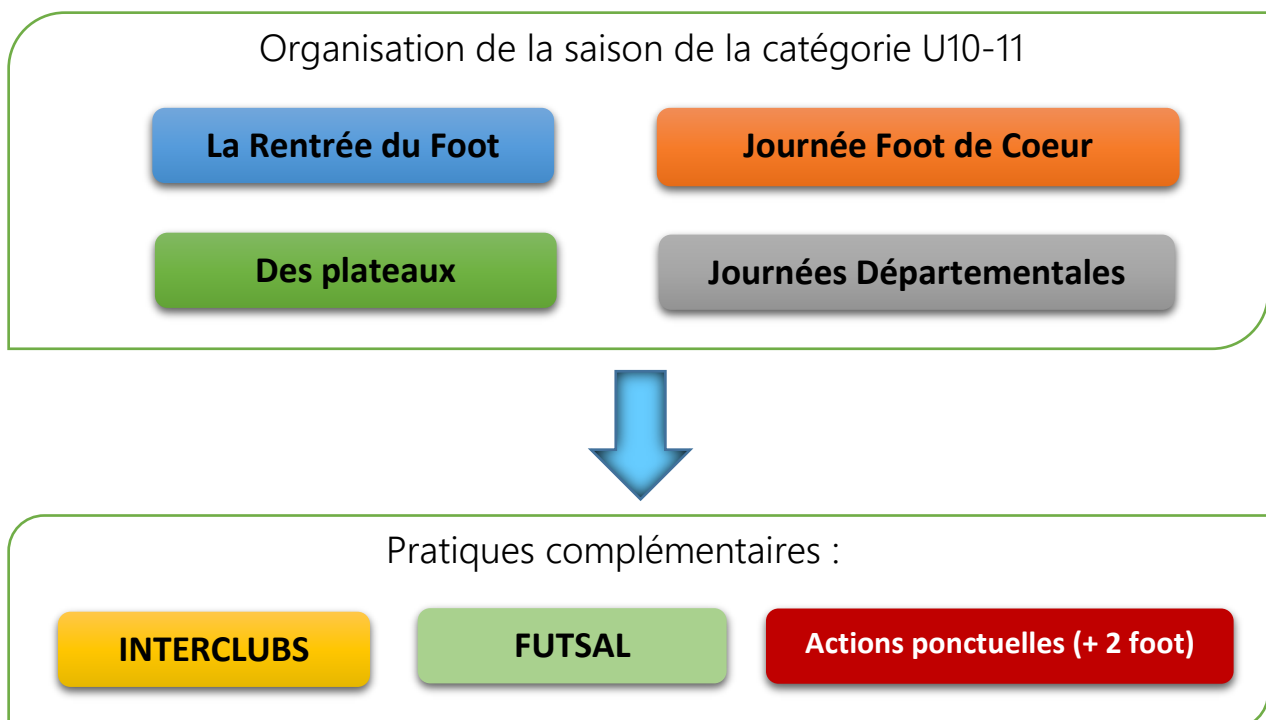 Organisation de la saison de la catégorie U10-11
La Rentrée du Foot
Journée Foot de Coeur
Des plateaux
Journées Départementales
Pratiques complémentaires :
INTERCLUBS
FUTSAL
Actions ponctuelles (+ 2 foot)